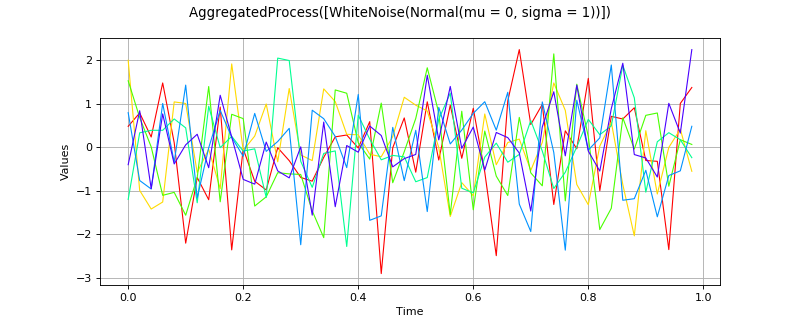 AggregatedProcess([WhiteNoise(Normal(mu = 0, sigma = 1))])
Values
2
1
0
−1
−2
−3
0.0 0.2 0.4 0.6 0.8 1.0
Time